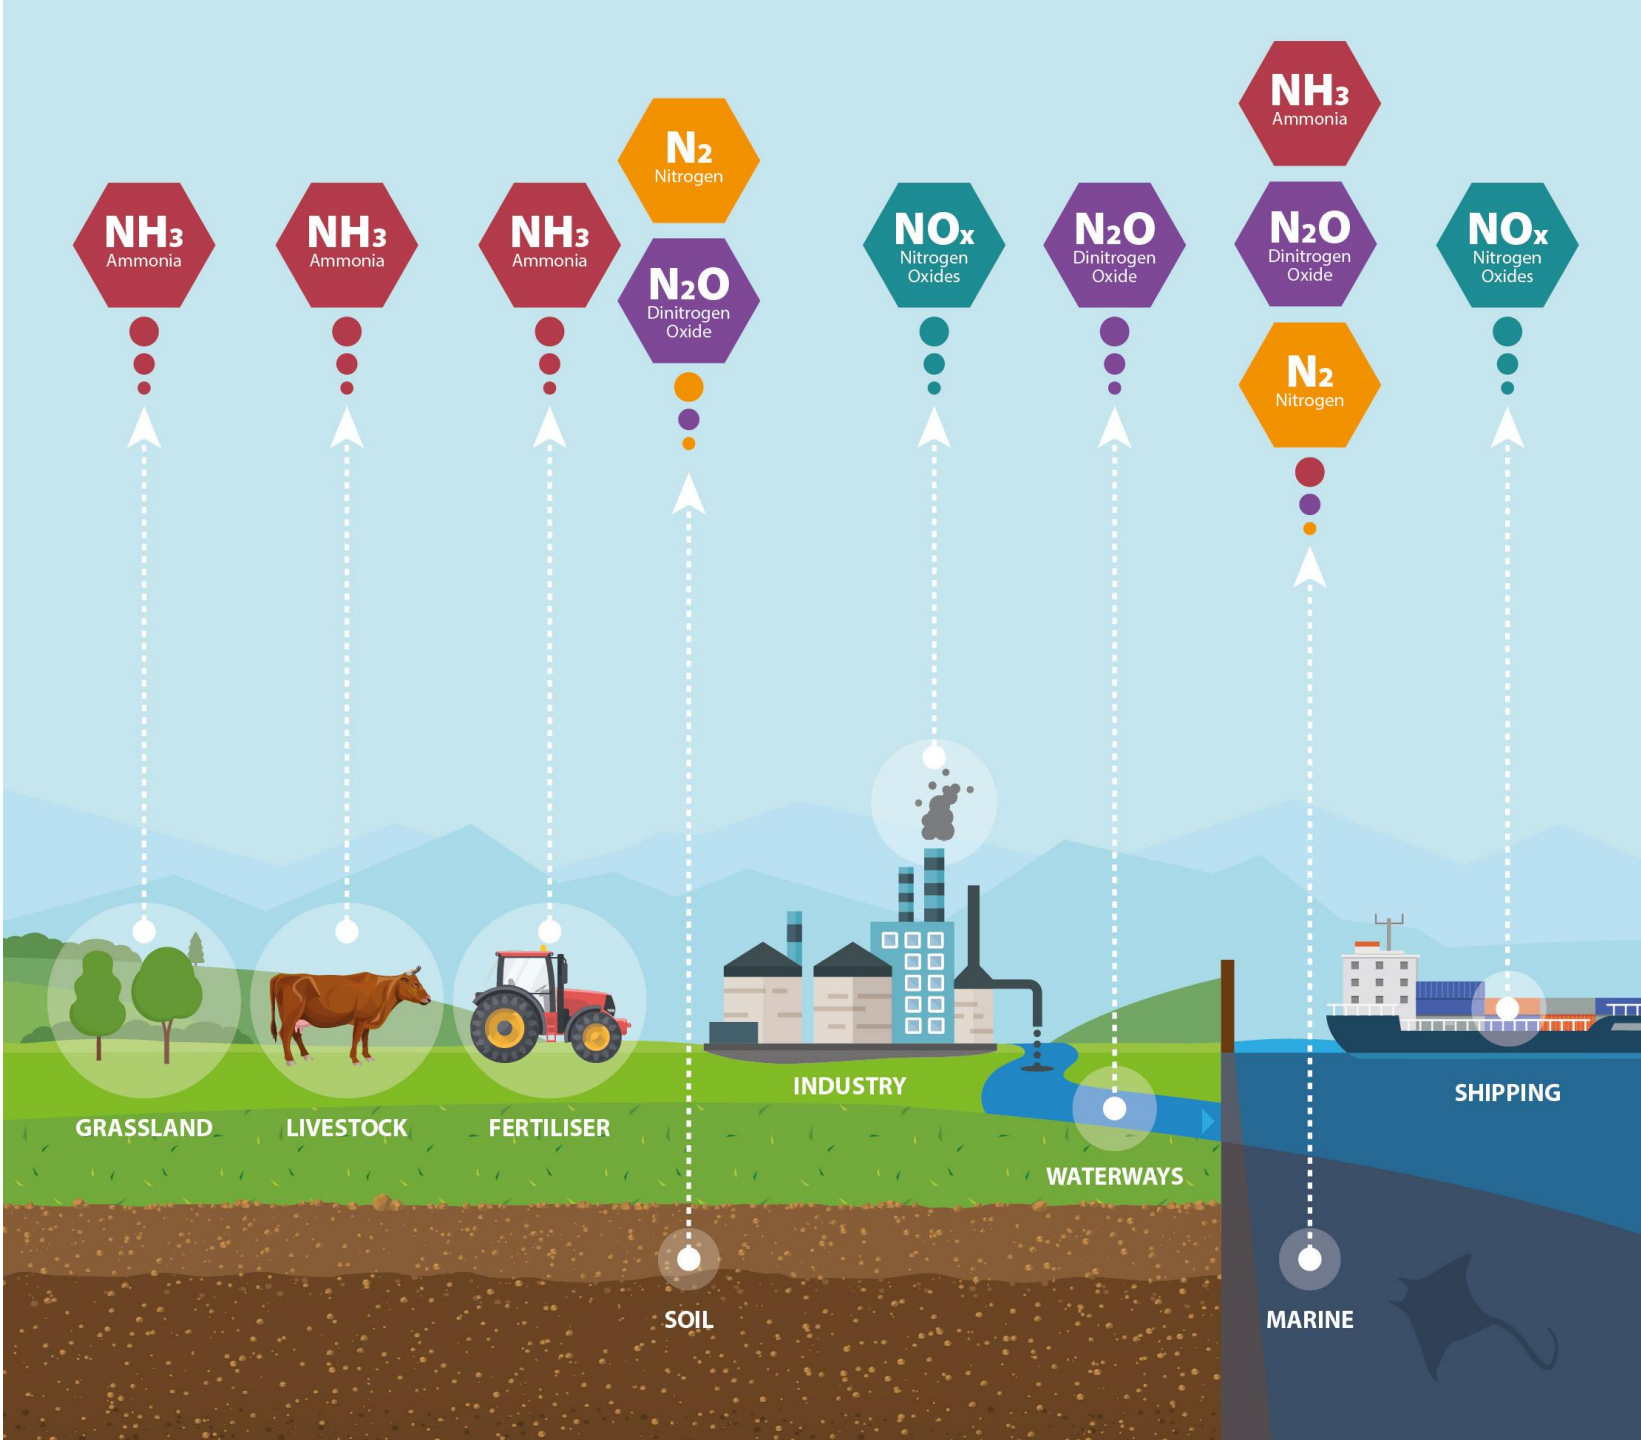 NH₃
Ammonia
NH₃
Ammonia
NH₃
Ammonia
N₂
Nitrogen
N₂O
Dinitrogen
Oxide
NOₓ
Nitrogen
Oxides
N₂O
Dinitrogen
Oxide
NH₃
Ammonia
N₂O
Dinitrogen
Oxide
N₂
Nitrogen
NOₓ
Nitrogen
Oxides
GRASSLAND
LIVESTOCK
FERTILISER
SOIL
INDUSTRY
WATERWAYS
MARINE
SHIPPING